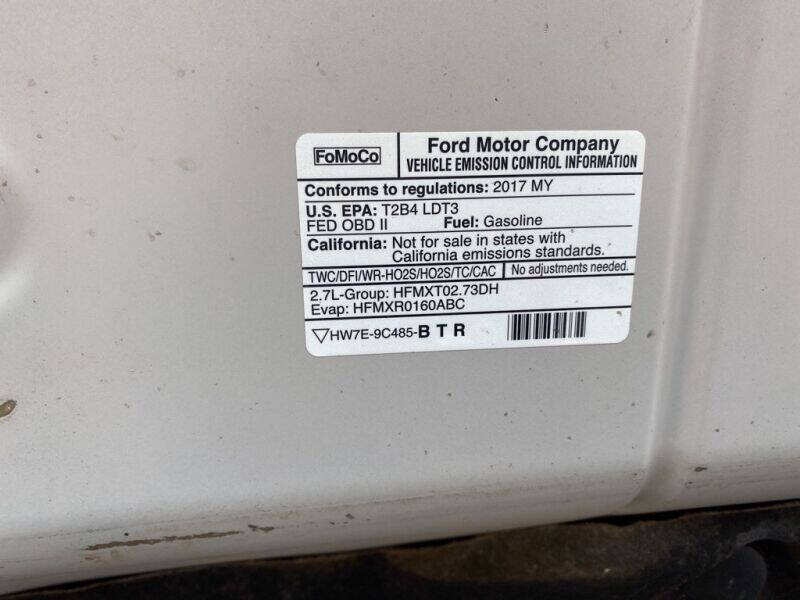 FoMoCo
Ford Motor Company
VEHICLE EMISSION CONTROL INFORMATION
Conforms to regulations: 2017 MY
U.S. EPA: T2B4 LDT3
FED OBD II Fuel: Gasoline
California: Not for sale in states with
California emissions standards.
TWC/DFI/WR-HO2S/HO2S/TC/CAC No adjustments needed.
2.7L-Group: HFMXT02.73DH
Evap: HFMXR0160ABC
HW7E-9C485-BTR